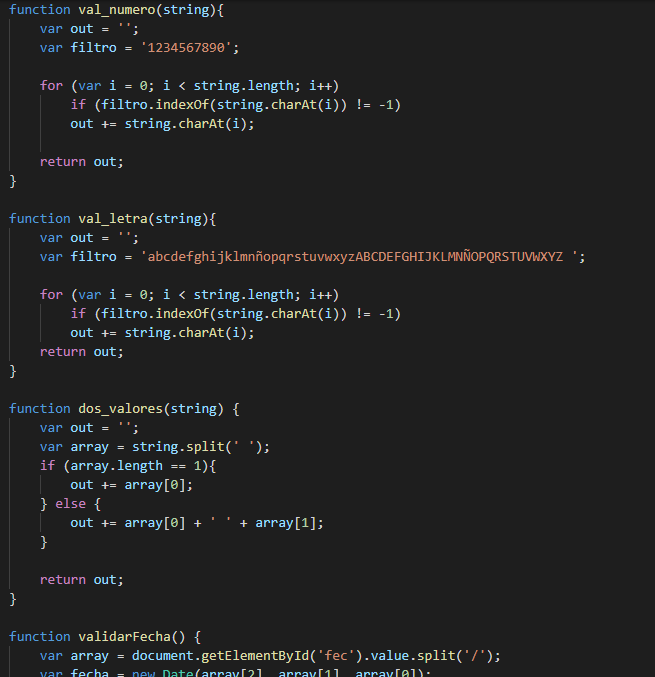 function val_numero(string){
    var out = '';
    var filtro = '1234567890';
    for (var i = 0; i < string.length; i++)
        if (filtro.indexOf(string.charAt(i)) != -1)
        out += string.charAt(i);
    return out;
}
function val_letra(string){
    var out = '';
    var filtro = 'abcdefghijklmnñopqrstuvwxyzABCDEFGHIJKLMNÑOPQRSTUVWXYZ ';
    for (var i = 0; i < string.length; i++)
        if (filtro.indexOf(string.charAt(i)) != -1)
        out += string.charAt(i);
    return out;
}
function dos_valores(string) {
    var out = '';
    var array = string.split(' ');
    if (array.length == 1){
        out += array[0];
    } else {
        out += array[0] + ' ' + array[1];
    }
    return out;
}
function validarFecha() {
    var array = document.getElementById('fec').value.split('/');
    var fecha = new Date(array[2], array[1], array[0]);